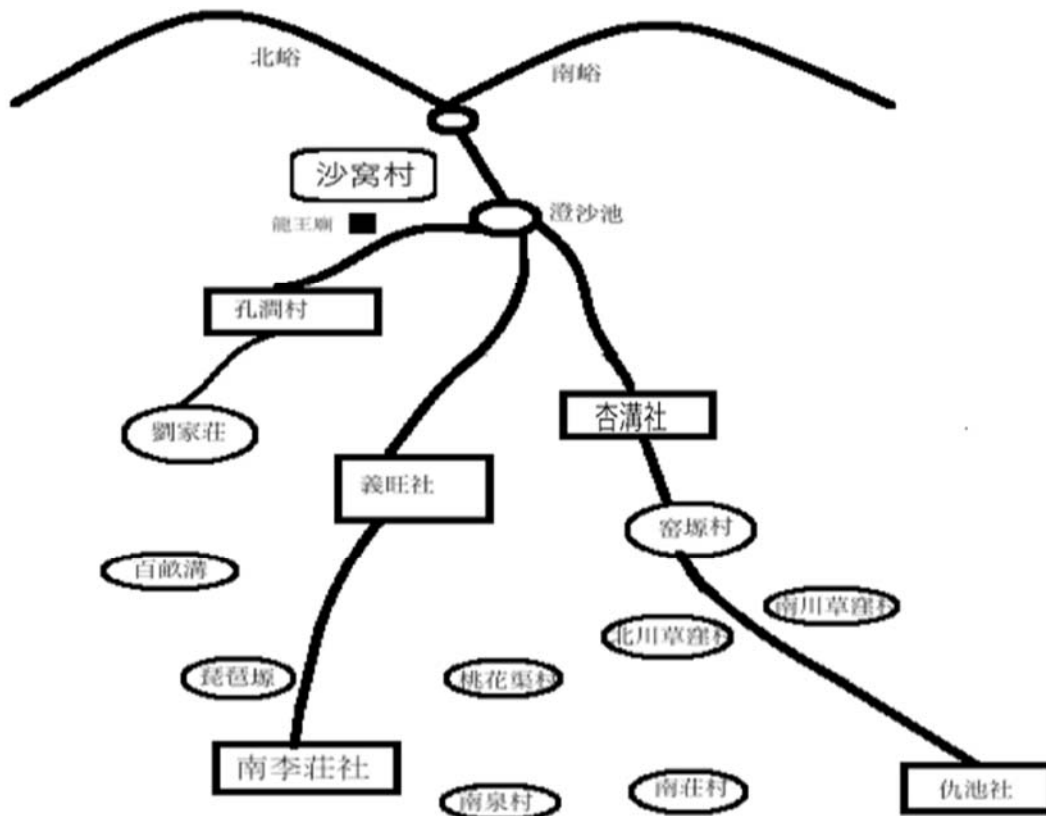 北峪
南峪
沙窝村
龍王廟
澄沙池
孔澗村
杏溝社
劉家莊
義旺社
窑塬村
百畝溝
南川草窪村
北川草窪村
琵琶塬
桃花渠村
南李莊社
南泉村
南莊村
仇池社